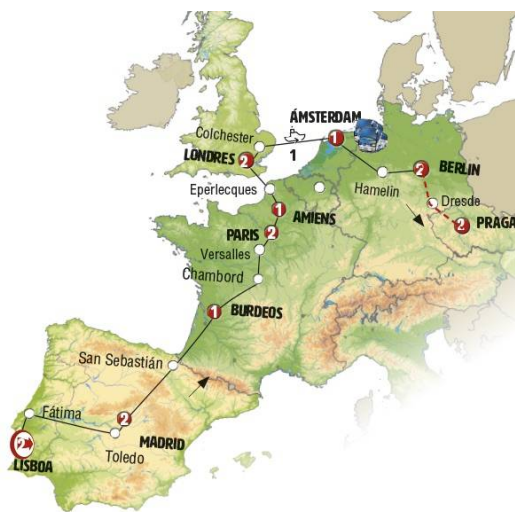 ÁMSTERDAM
1
Colchester
1
LONDRES
2
2
BERLIN
Eperlecques
Hamelin
Dresde
1
AMIENS
2
PRAGA
PARIS
2
Versalles
Chambord
1
BURDEOS
San Sebastián
Fátima
2
MADRID
2
Toledo
LISBOA